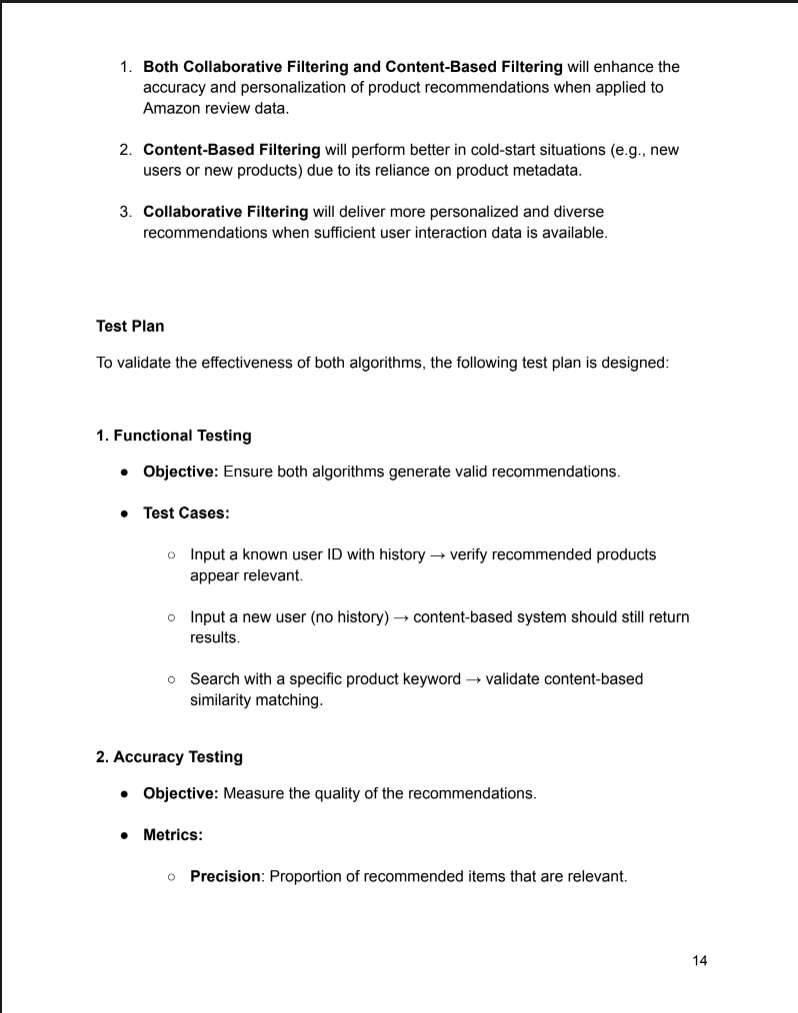 1. Both Collaborative Filtering and Content-Based Filtering will enhance the
accuracy and personalization of product recommendations when applied to
Amazon review data.
2. Content-Based Filtering will perform better in cold-start situations (e.g., new
users or new products) due to its reliance on product metadata.
3. Collaborative Filtering will deliver more personalized and diverse
recommendations when sufficient user interaction data is available.
Test Plan
To validate the effectiveness of both algorithms, the following test plan is designed:
1. Functional Testing
● Objective: Ensure both algorithms generate valid recommendations.
● Test Cases:
○ Input a known user ID with history → verify recommended products
appear relevant.
○ Input a new user (no history) → content-based system should still return
results.
○ Search with a specific product keyword → validate content-based
similarity matching.
2. Accuracy Testing
● Objective: Measure the quality of the recommendations.
● Metrics:
○ Precision: Proportion of recommended items that are relevant.
14